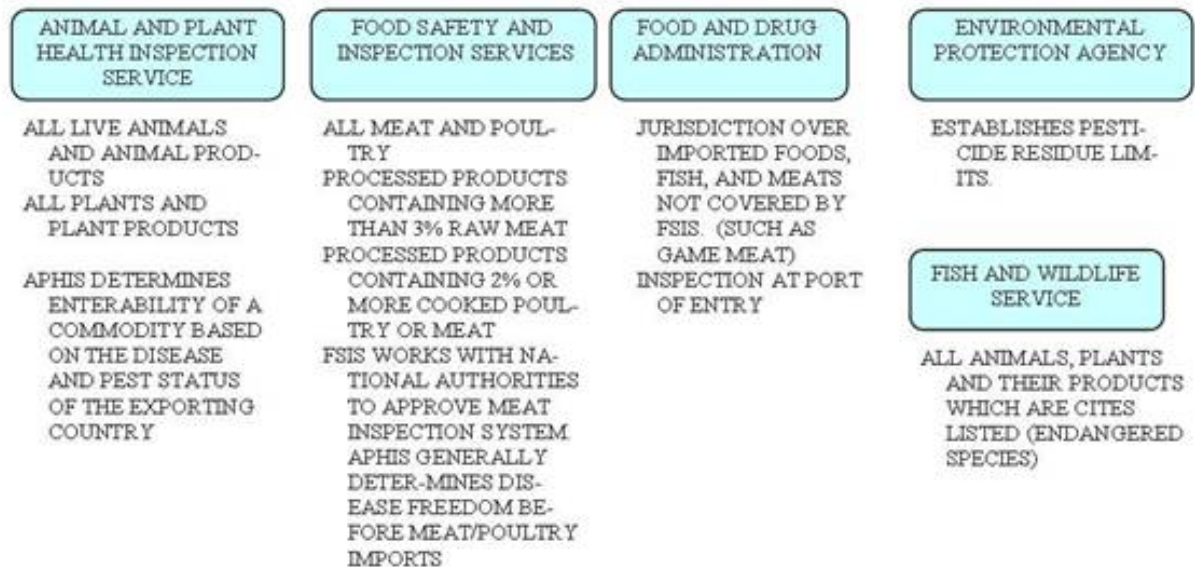 ANIMAL AND PLANT
HEALTH INSPECTION
SERVICE
ALL LIVE ANIMALS
AND ANIMAL PROD-
UCTS
ALL PLANTS AND
PLANT PRODUCTS
APHIS DETERMINES
ENTERABILITY OF A
COMMODITY BASED
ON THE DISEASE
AND PEST STATUS
OF THE EXPORTING
COUNTRY
FOOD SAFETY AND
INSPECTION SERVICES
ALL MEAT AND POUL-
TRY
PROCESSED PRODUCTS
CONTAINING MORE
THAN 3% RAW MEAT
PROCESSED PRODUCTS
CONTAINING 2% OR
MORE COOKED POUL-
TRY OR MEAT
FSIS WORKS WITH NA-
TIONAL AUTHORITIES
TO APPROVE MEAT
INSPECTION SYSTEM.
APHIS GENERALLY
DETER-MINES DIS-
EASE FREEDOM BE-
FORE MEAT/POULTRY
IMPORTS
FOOD AND DRUG
ADMINISTRATION
JURISDICTION OVER
IMPORTED FOODS,
FISH, AND MEATS
NOT COVERED BY
FSIS. (SUCH AS
GAME MEAT)
INSPECTION AT PORT
OF ENTRY
ENVIRONMENTAL
PROTECTION AGENCY
ESTABLISHES PESTI-
CIDE RESIDUE LIM-
ITS.
FISH AND WILDLIFE
SERVICE
ALL ANIMALS, PLANTS
AND THEIR PRODUCTS
WHICH ARE CITES
LISTED (ENDANGERED
SPECIES)